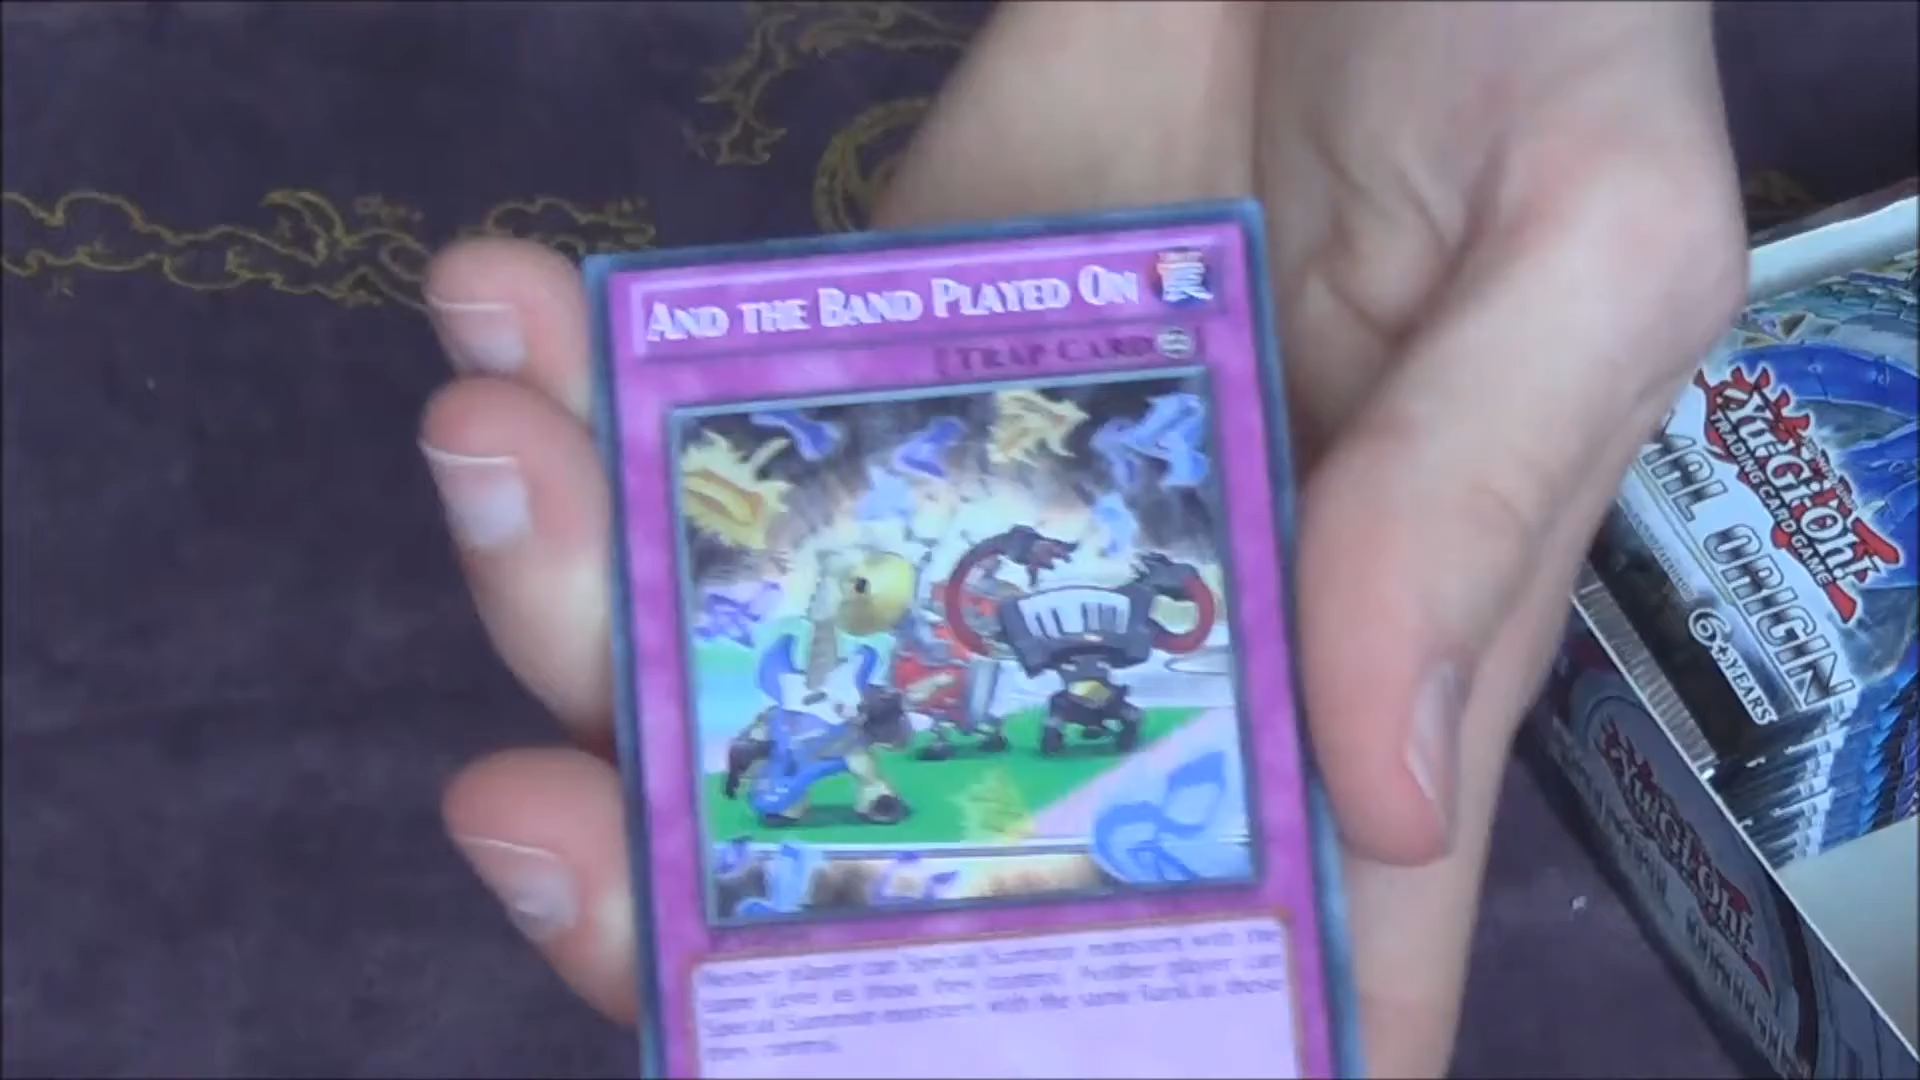 And the Band Played On
[Trap Card
Neither player can Special Summon monsters with the
same Level as those they control. Neither player can
Special Summon monsters with the same Rank as those
they control.
Yu-Gi-Oh!
TRADING CARD GAME
MAL ORIGIN
6+YEARS
Yu-Gi-Oh!